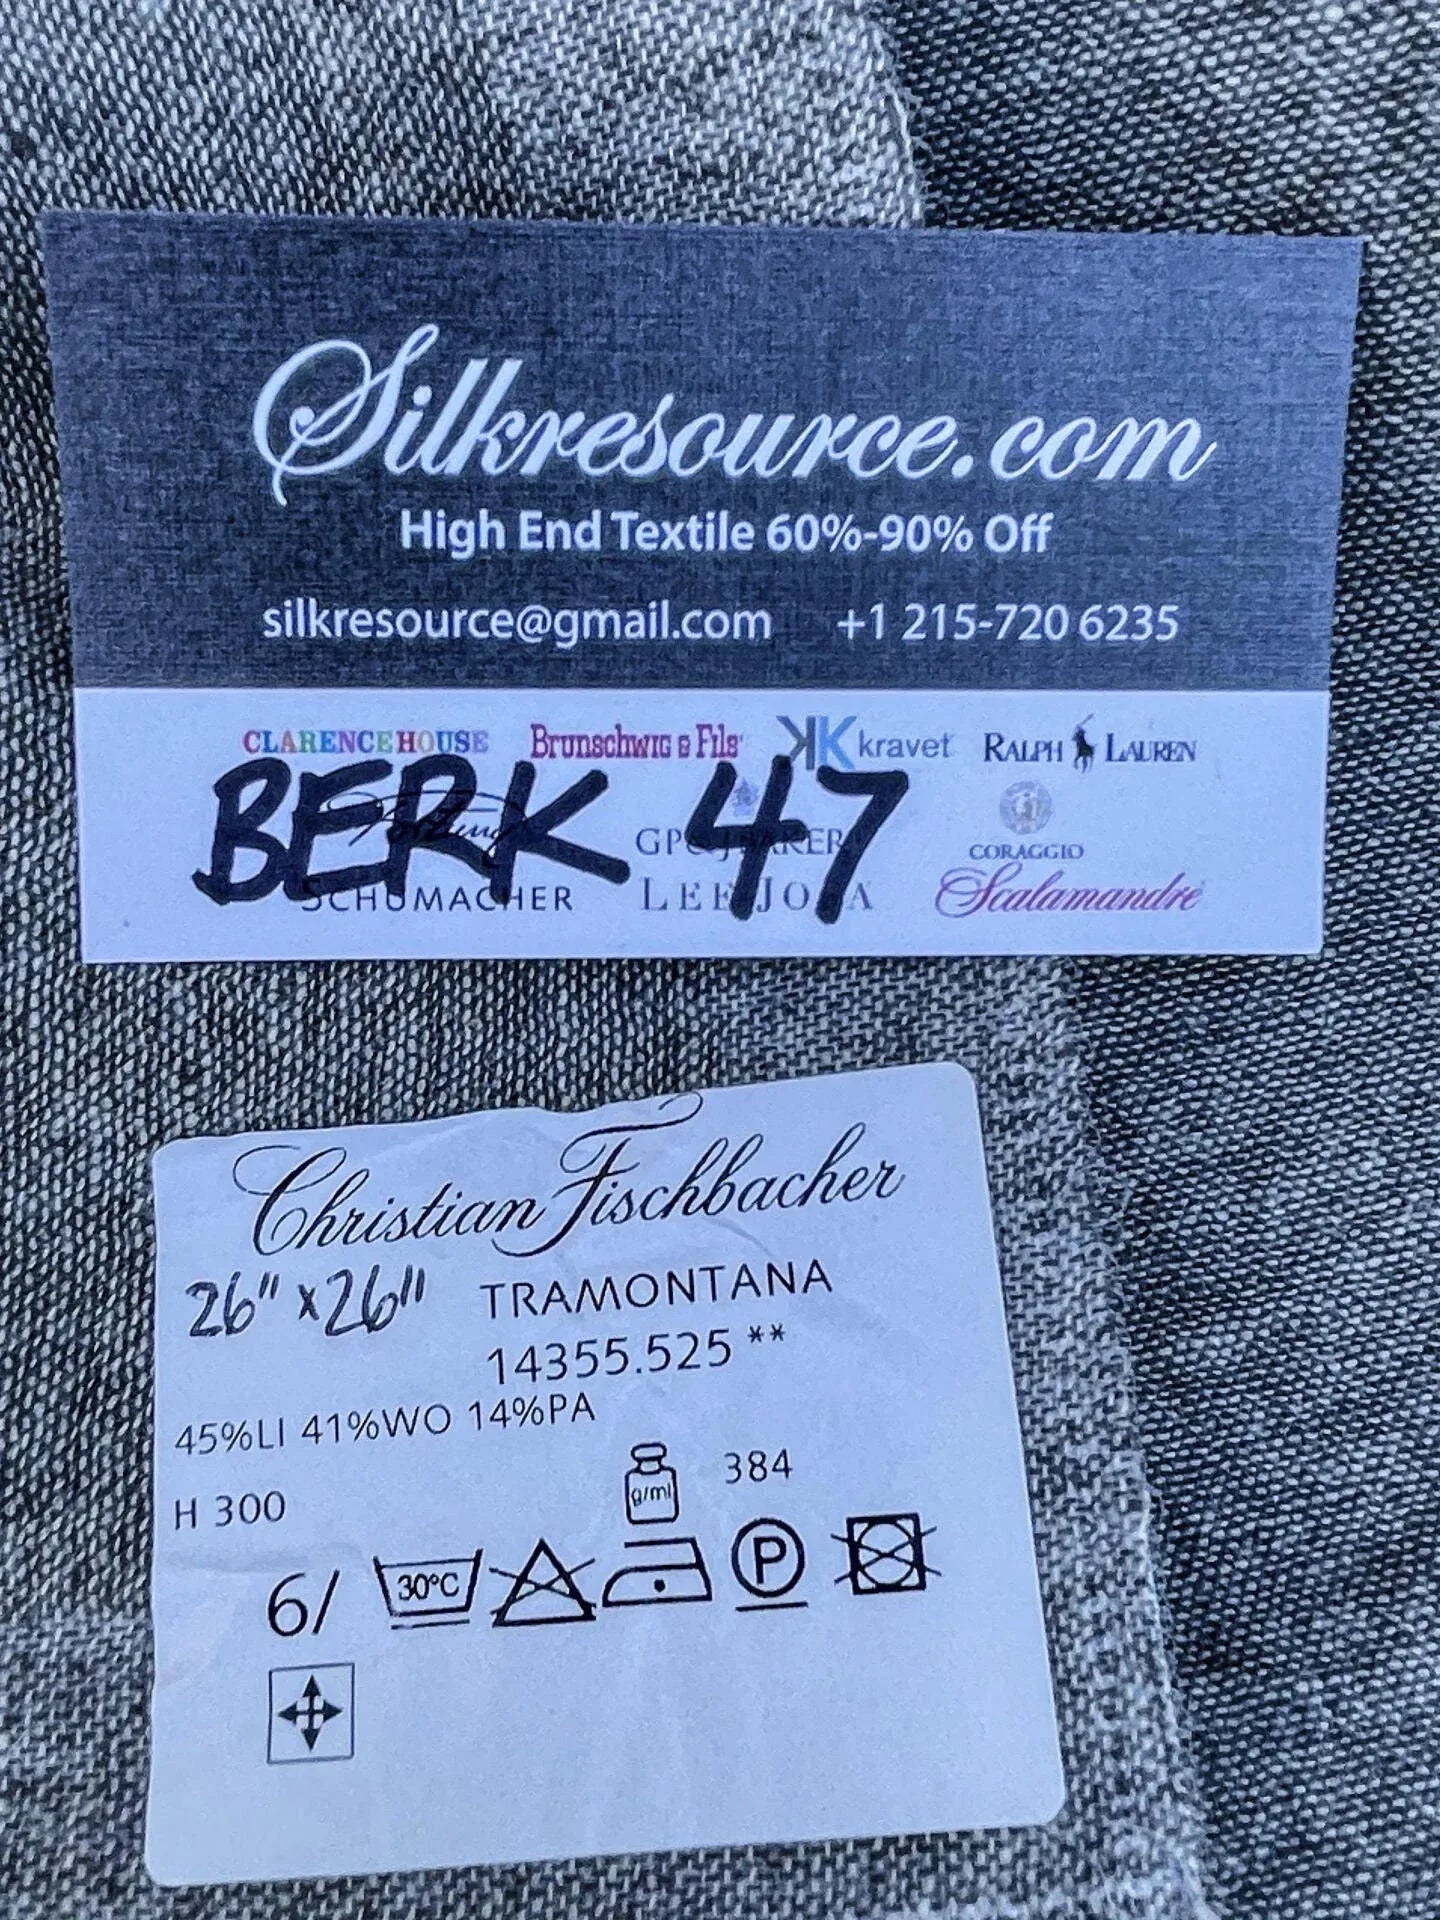 Silkresource.com
High End Textile 60%-90% Off
silkresource@gmail.com +1 215-720 6235
CLARENCE HOUSE BRUNSCHWIG & FILS kravet RALPH LAUREN
BERK 47
CORAGGIO
SCHUMACHER LEE JOFA Scalamandré
Christian Fischbacher
26" x 26" TRAMONTANA
14355.525 **
45%LI 41%WO 14%PA
H 300 g/ml 384
6/ 30°C P